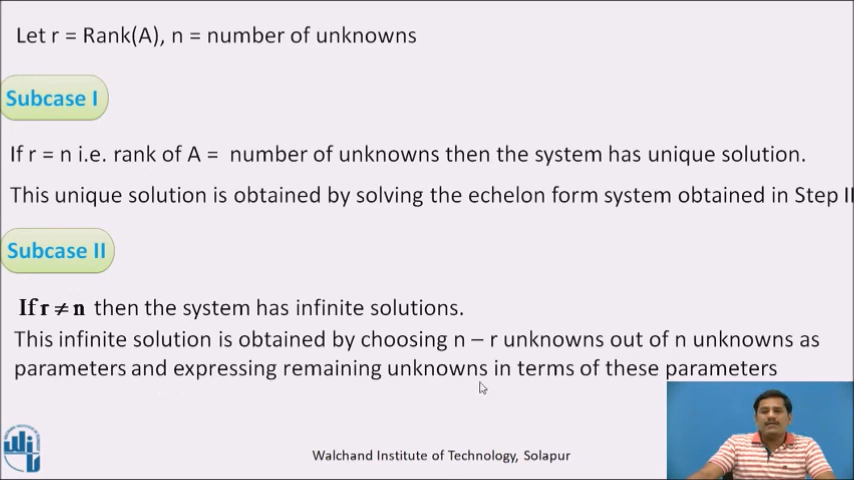 Let r = Rank(A), n = number of unknowns
Subcase I
If r = n i.e. rank of A = number of unknowns then the system has unique solution.
This unique solution is obtained by solving the echelon form system obtained in Step II
Subcase II
If r ≠ n then the system has infinite solutions.
This infinite solution is obtained by choosing n – r unknowns out of n unknowns as
parameters and expressing remaining unknowns in terms of these parameters
Walchand Institute of Technology, Solapur